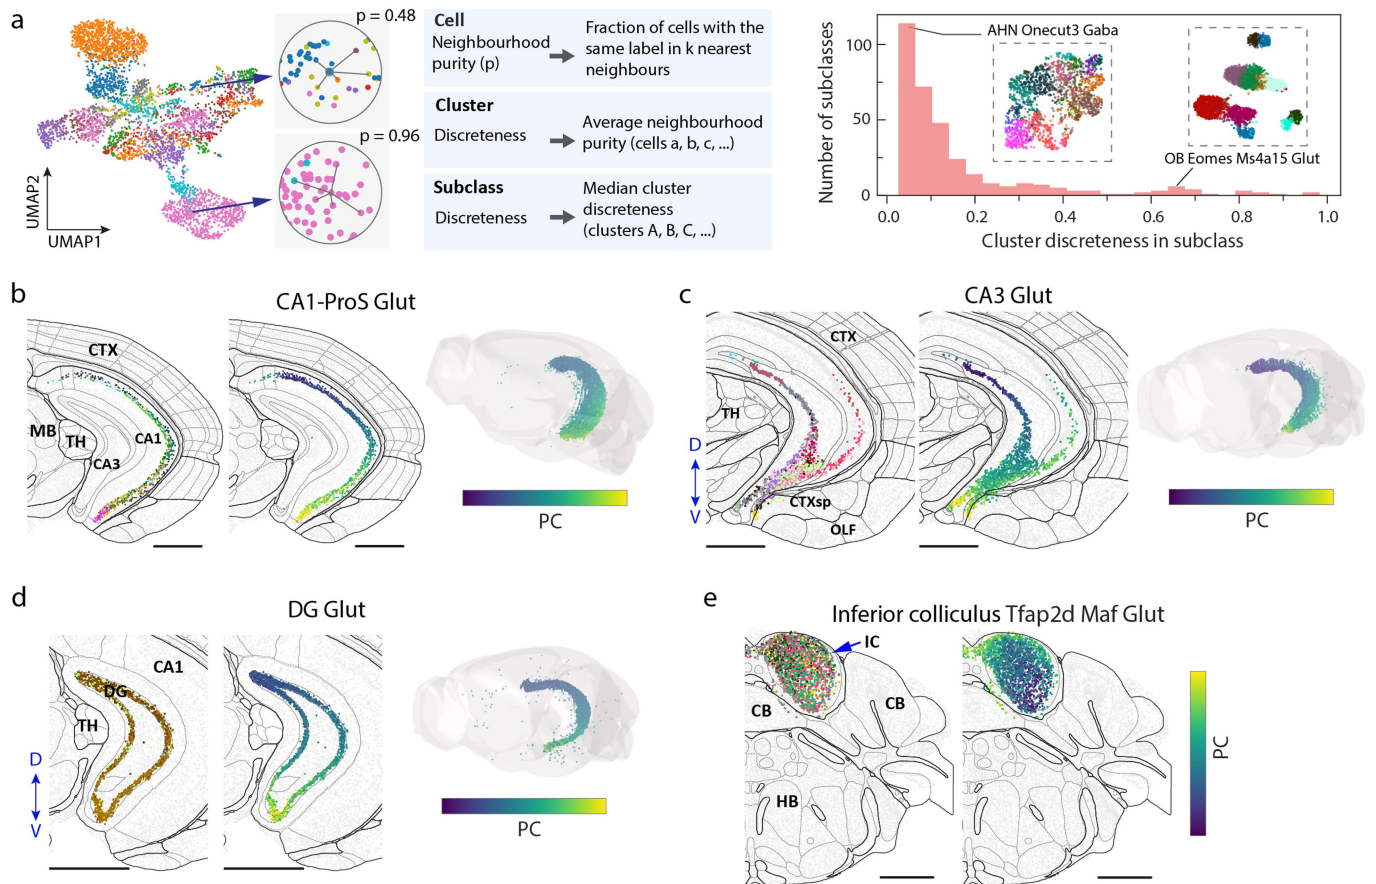 a
p = 0.48
p = 0.96
UMAP2
UMAP1
Cell
Neighbourhood
purity (p)
Fraction of cells with the
same label in k nearest
neighbours
Cluster
Discreteness
Average neighbourhood
purity (cells a, b, c, ...)
Subclass
Discreteness
Median cluster
discreteness
(clusters A, B, C, ...)
Number of subclasses
100
50
0
AHN Onecut3 Gaba
OB Eomes Ms4a15 Glut
0.0
0.2
0.4
0.6
0.8
1.0
Cluster discreteness in subclass
b
CA1-ProS Glut
CTX
MB
TH
CA1
CA3
PC
c
CA3 Glut
CTX
TH
D
V
CTXsp
OLF
PC
d
DG Glut
CA1
DG
TH
D
V
PC
e
Inferior colliculus Tfap2d Maf Glut
IC
CB
CB
HB
PC